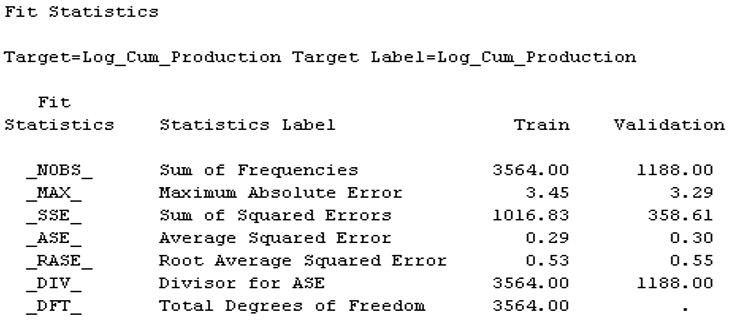 Fit Statistics
Target=Log_Cum_Production Target Label=Log_Cum_Production
Fit
Statistics Statistics Label Train Validation
_NOBS_ Sum of Frequencies 3564.00 1188.00
_MAX_ Maximum Absolute Error 3.45 3.29
_SSE_ Sum of Squared Errors 1016.83 358.61
_ASE_ Average Squared Error 0.29 0.30
_RASE_ Root Average Squared Error 0.53 0.55
_DIV_ Divisor for ASE 3564.00 1188.00
_DFT_ Total Degrees of Freedom 3564.00 .